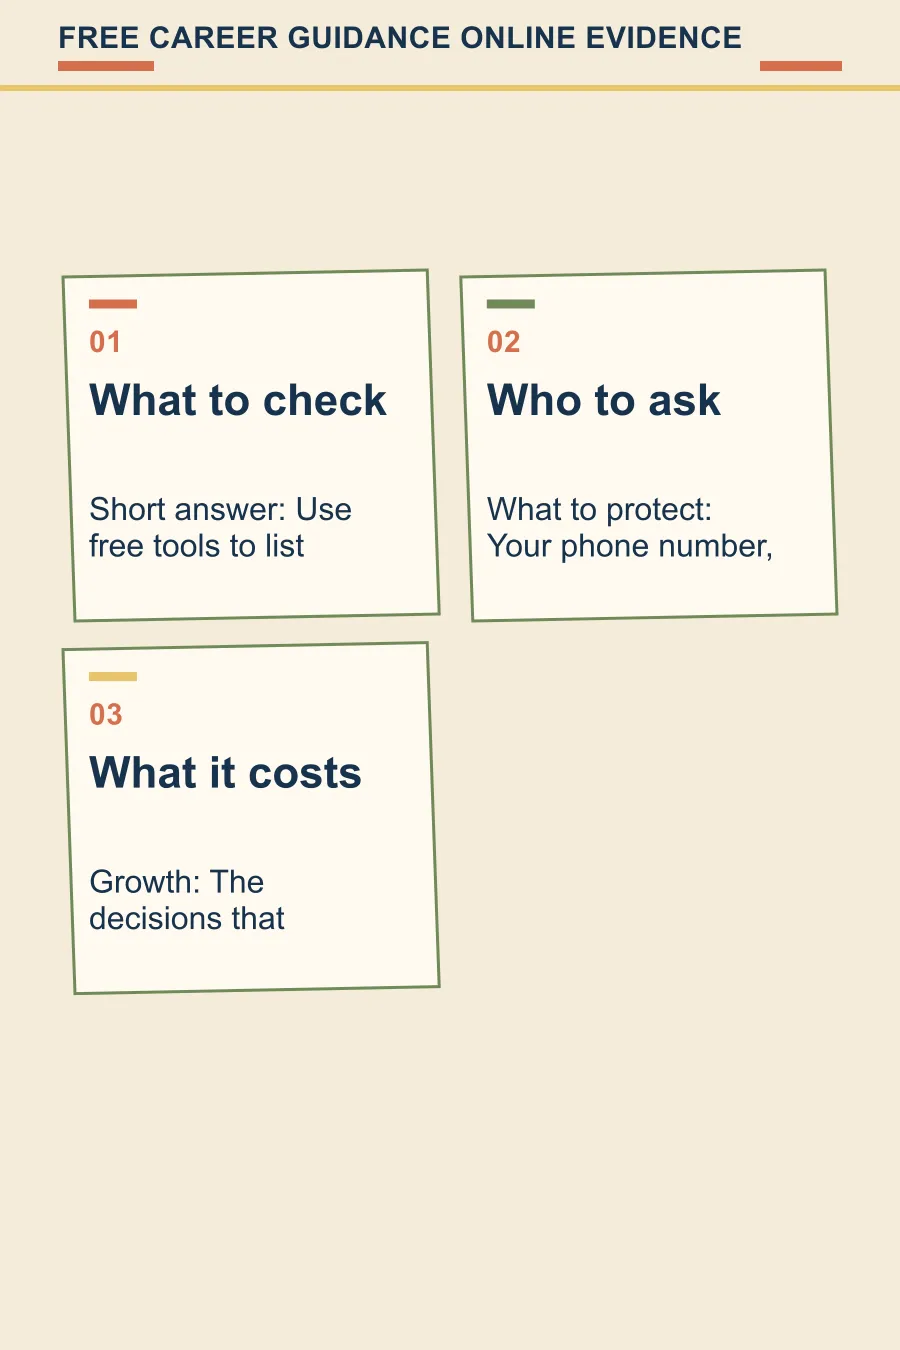 FREE CAREER GUIDANCE ONLINE EVIDENCE
01
What to check
Short answer: Use
free tools to list
02
Who to ask
What to protect:
Your phone number,
03
What it costs
Growth: The
decisions that